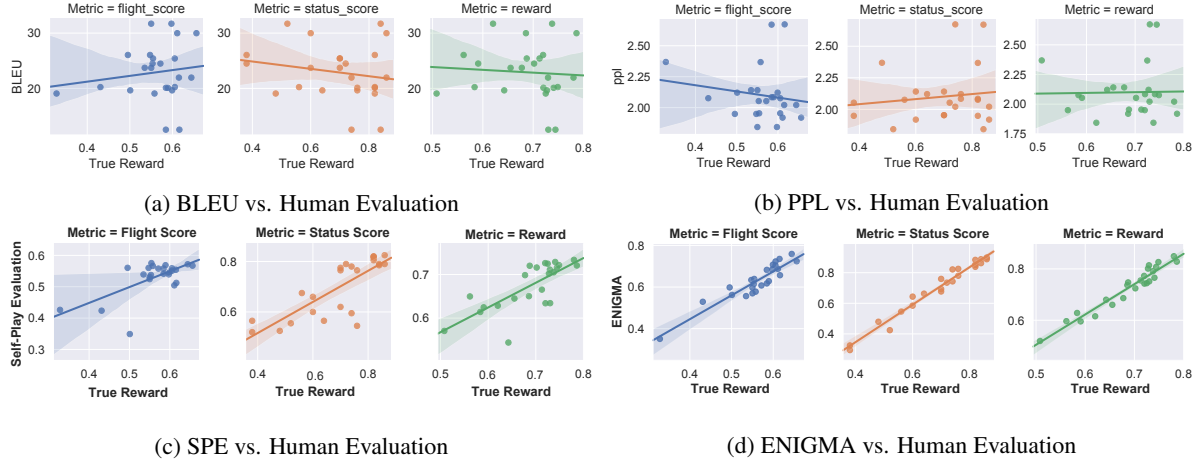 Metric = flight_score Metric = status_score Metric = reward
30
20
BLEU
0.4 0.5 0.6 0.4 0.6 0.8 0.5 0.6 0.7 0.8
True Reward True Reward True Reward
(a) BLEU vs. Human Evaluation
Metric = flight_score Metric = status_score Metric = reward
2.50 2.50 2.50
2.25 2.25 2.25
2.00 2.00 2.00
1.75
ppl
0.4 0.5 0.6 0.4 0.6 0.8 0.5 0.6 0.7 0.8
True Reward True Reward True Reward
(b) PPL vs. Human Evaluation
Metric = Flight Score Metric = Status Score Metric = Reward
0.6 0.8 0.7
0.5 0.6 0.6
0.4 0.4
0.3
Self-Play Evaluation
0.4 0.5 0.6 0.4 0.6 0.8 0.5 0.6 0.7 0.8
True Reward True Reward True Reward
(c) SPE vs. Human Evaluation
Metric = Flight Score Metric = Status Score Metric = Reward
0.8 0.8 0.8
0.6 0.6 0.6
0.4 0.4
ENIGMA
0.4 0.5 0.6 0.4 0.6 0.8 0.5 0.6 0.7 0.8
True Reward True Reward True Reward
(d) ENIGMA vs. Human Evaluation